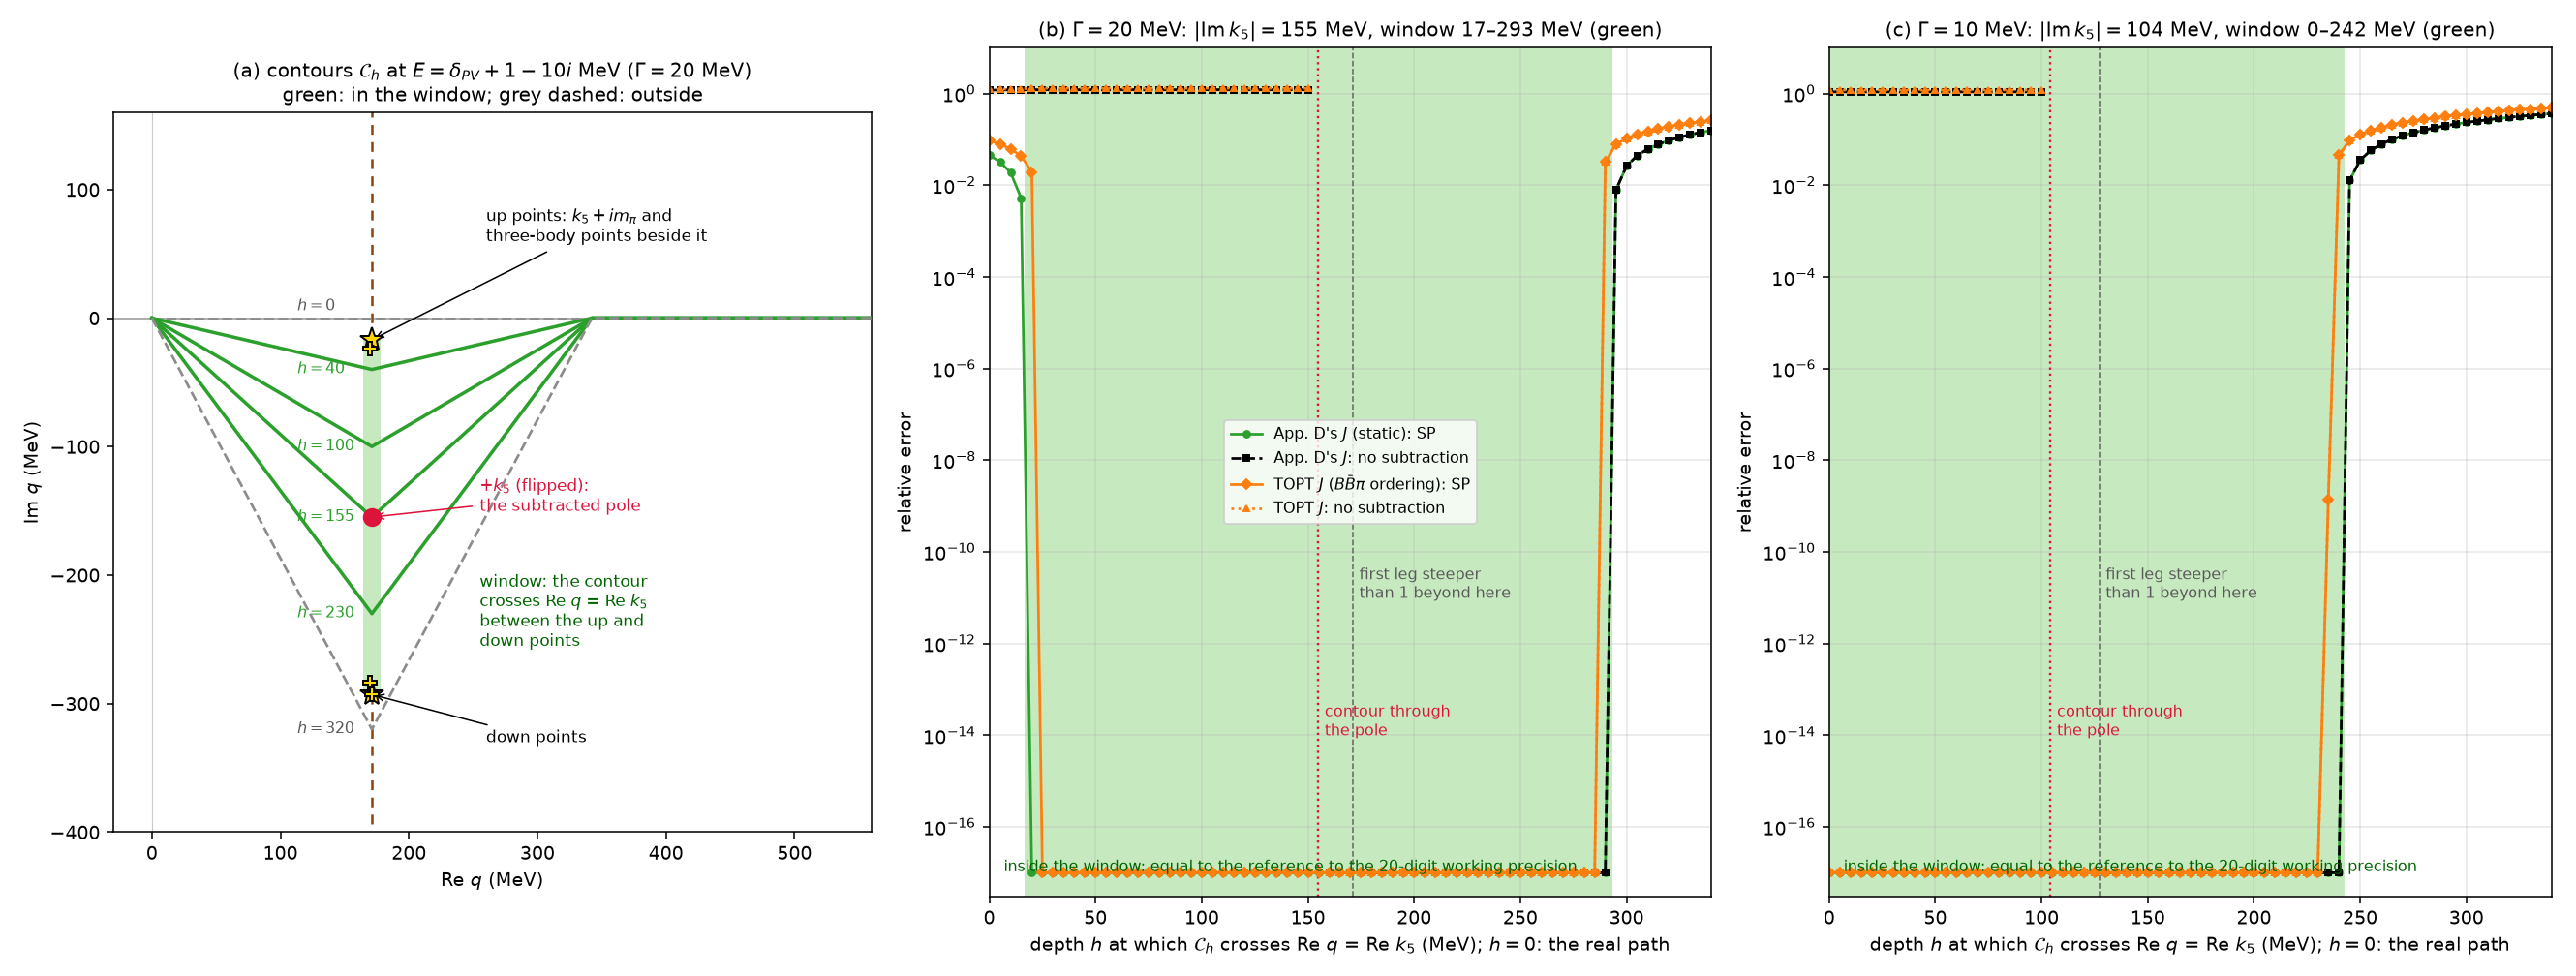 (a) contours 𝒞ₕ at E = δ_PV + 1 − 10i MeV (Γ = 20 MeV)
green: in the window; grey dashed: outside
100
0
−100
−200
−300
−400
0
100
200
300
400
500
Im q (MeV)
Re q (MeV)
up points: k₅ + im_π and
three-body points beside it
h = 0
h = 40
h = 100
+k₅ (flipped):
the subtracted pole
h = 155
window: the contour
crosses Re q = Re k₅
between the up and
down points
h = 230
h = 320
down points
(b) Γ = 20 MeV: |Im k₅| = 155 MeV, window 17–293 MeV (green)
relative error
10⁰
10⁻²
10⁻⁴
10⁻⁶
10⁻⁸
10⁻¹⁰
10⁻¹²
10⁻¹⁴
10⁻¹⁶
App. D's J (static): SP
App. D's J: no subtraction
TOPT J (BB̄π ordering): SP
TOPT J: no subtraction
first leg steeper
than 1 beyond here
contour through
the pole
inside the window: equal to the reference to the 20-digit working precision
0
50
100
150
200
250
300
depth h at which 𝒞ₕ crosses Re q = Re k₅ (MeV); h = 0: the real path
(c) Γ = 10 MeV: |Im k₅| = 104 MeV, window 0–242 MeV (green)
relative error
10⁰
10⁻²
10⁻⁴
10⁻⁶
10⁻⁸
10⁻¹⁰
10⁻¹²
10⁻¹⁴
10⁻¹⁶
first leg steeper
than 1 beyond here
contour through
the pole
inside the window: equal to the reference to the 20-digit working precision
0
50
100
150
200
250
300
depth h at which 𝒞ₕ crosses Re q = Re k₅ (MeV); h = 0: the real path